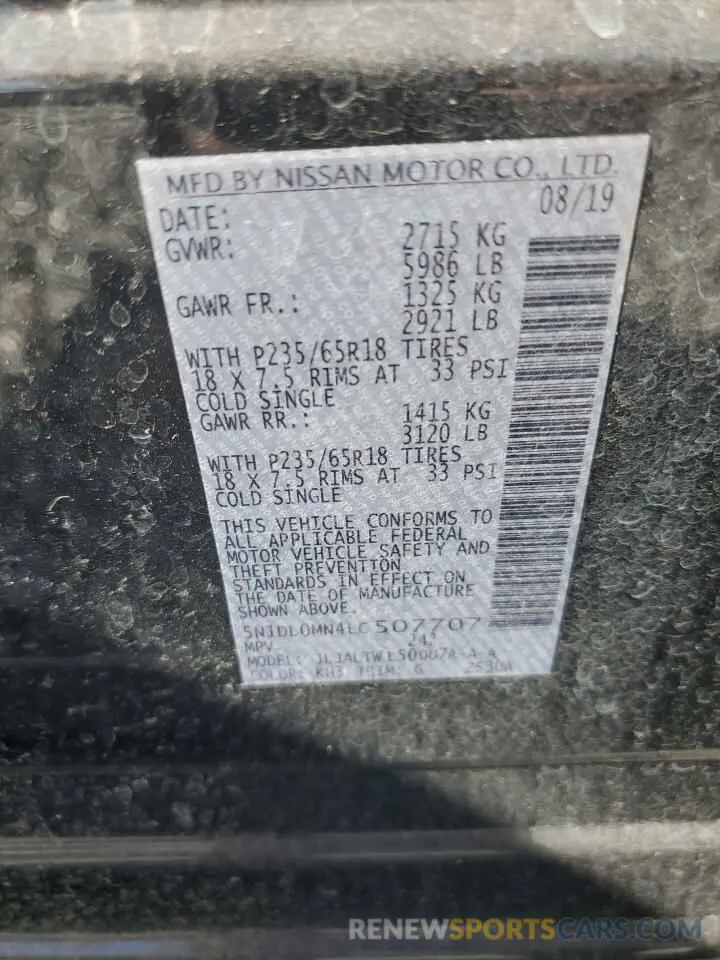 MFD BY NISSAN MOTOR CO., LTD.
DATE: 08/19
GVWR: 2715 KG
5986 LB
GAWR FR.: 1325 KG
2921 LB
WITH P235/65R18 TIRES
18 X 7.5 RIMS AT 33 PSI
COLD SINGLE
GAWR RR.: 1415 KG
3120 LB
WITH P235/65R18 TIRES
18 X 7.5 RIMS AT 33 PSI
COLD SINGLE
THIS VEHICLE CONFORMS TO
ALL APPLICABLE FEDERAL
MOTOR VEHICLE SAFETY AND
THEFT PREVENTION
STANDARDS IN EFFECT ON
THE DATE OF MANUFACTURE
SHOWN ABOVE.
5N1DL0MN4LC507707
MPV
MODEL:
COLOR: KH3 TRIM: G
RENEWSPORTSCARS.COM